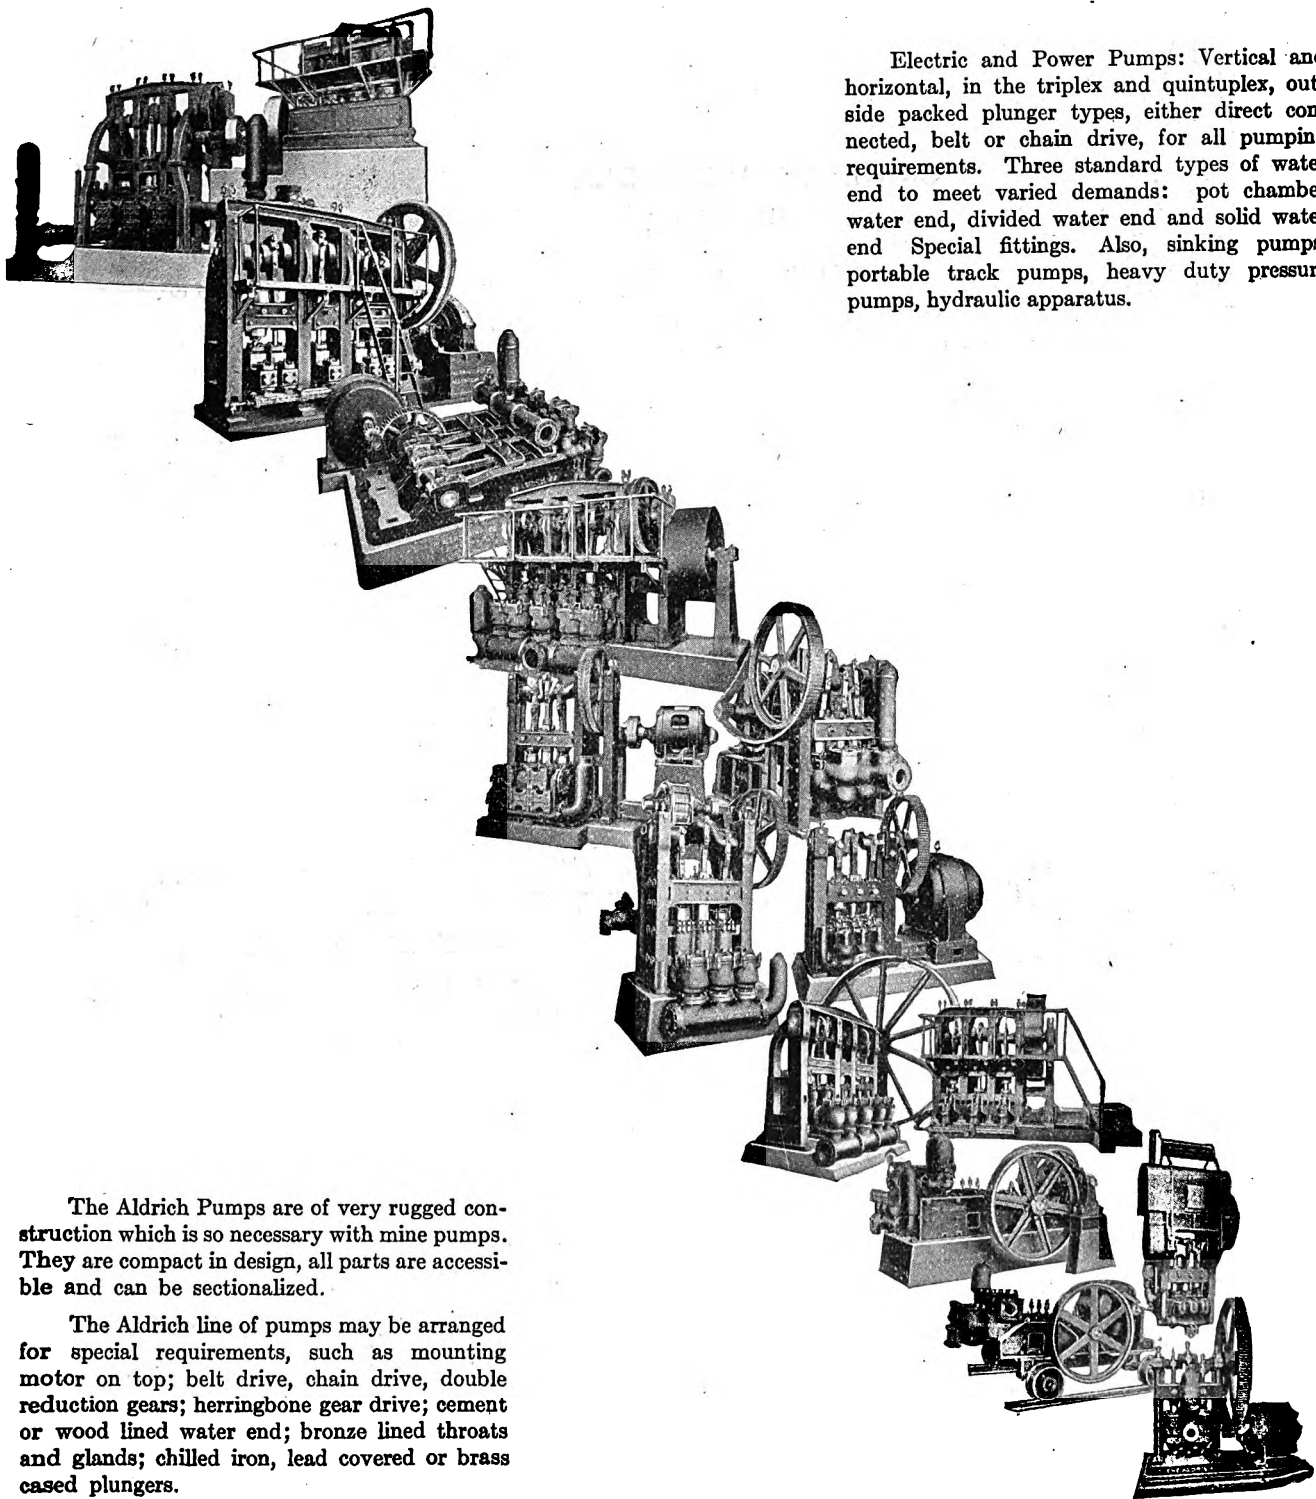 Electric and Power Pumps: Vertical an
horizontal, in the triplex and quintuplex, out
side packed plunger types, either direct con
nected, belt or chain drive, for all pumpin
requirements. Three standard types of wate
end to meet varied demands: pot chambe
water end, divided water end and solid wate
end Special fittings. Also, sinking pump
portable track pumps, heavy duty pressur
pumps, hydraulic apparatus.
The Aldrich Pumps are of very rugged con-
struction which is so necessary with mine pumps.
They are compact in design, all parts are accessi-
ble and can be sectionalized.
The Aldrich line of pumps may be arranged
for special requirements, such as mounting
motor on top; belt drive, chain drive, double
reduction gears; herringbone gear drive; cement
or wood lined water end; bronze lined throats
and glands; chilled iron, lead covered or brass
cased plungers.